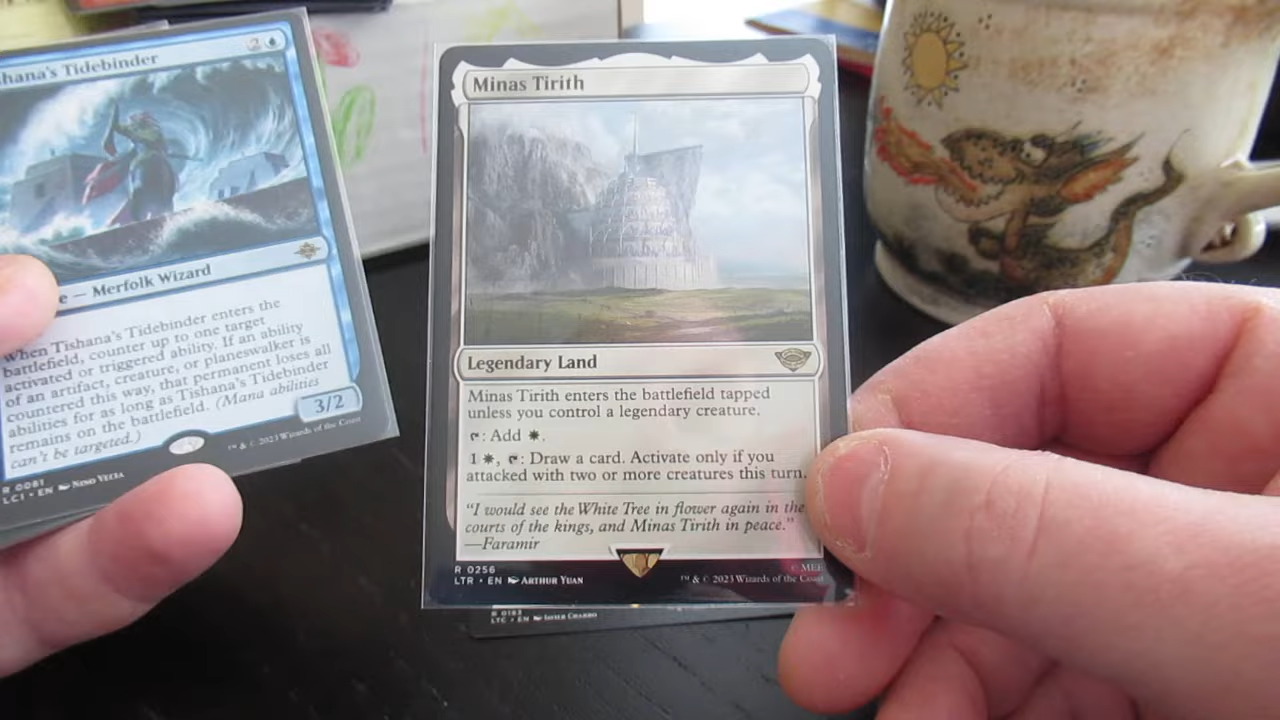 shana's Tidebinder
2
e — Merfolk Wizard
When Tishana's Tidebinder enters the
battlefield, counter up to one target
activated or triggered ability. If an ability
of an artifact, creature, or planeswalker is
countered this way, that permanent loses all
abilities for as long as Tishana's Tidebinder
remains on the battlefield. (Mana abilities
can't be targeted.)
3/2
R 0081
LCI • EN Nino Vecia
™ & © 2023 Wizards of the Coast
Minas Tirith
Legendary Land
Minas Tirith enters the battlefield tapped
unless you control a legendary creature.
: Add .
1 , : Draw a card. Activate only if you
attacked with two or more creatures this turn.
“I would see the White Tree in flower again in the
courts of the kings, and Minas Tirith in peace.”
—Faramir
R 0256
LTR • EN Arthur Yuan
© MEE
™ & © 2023 Wizards of the Coast
LTC • EN